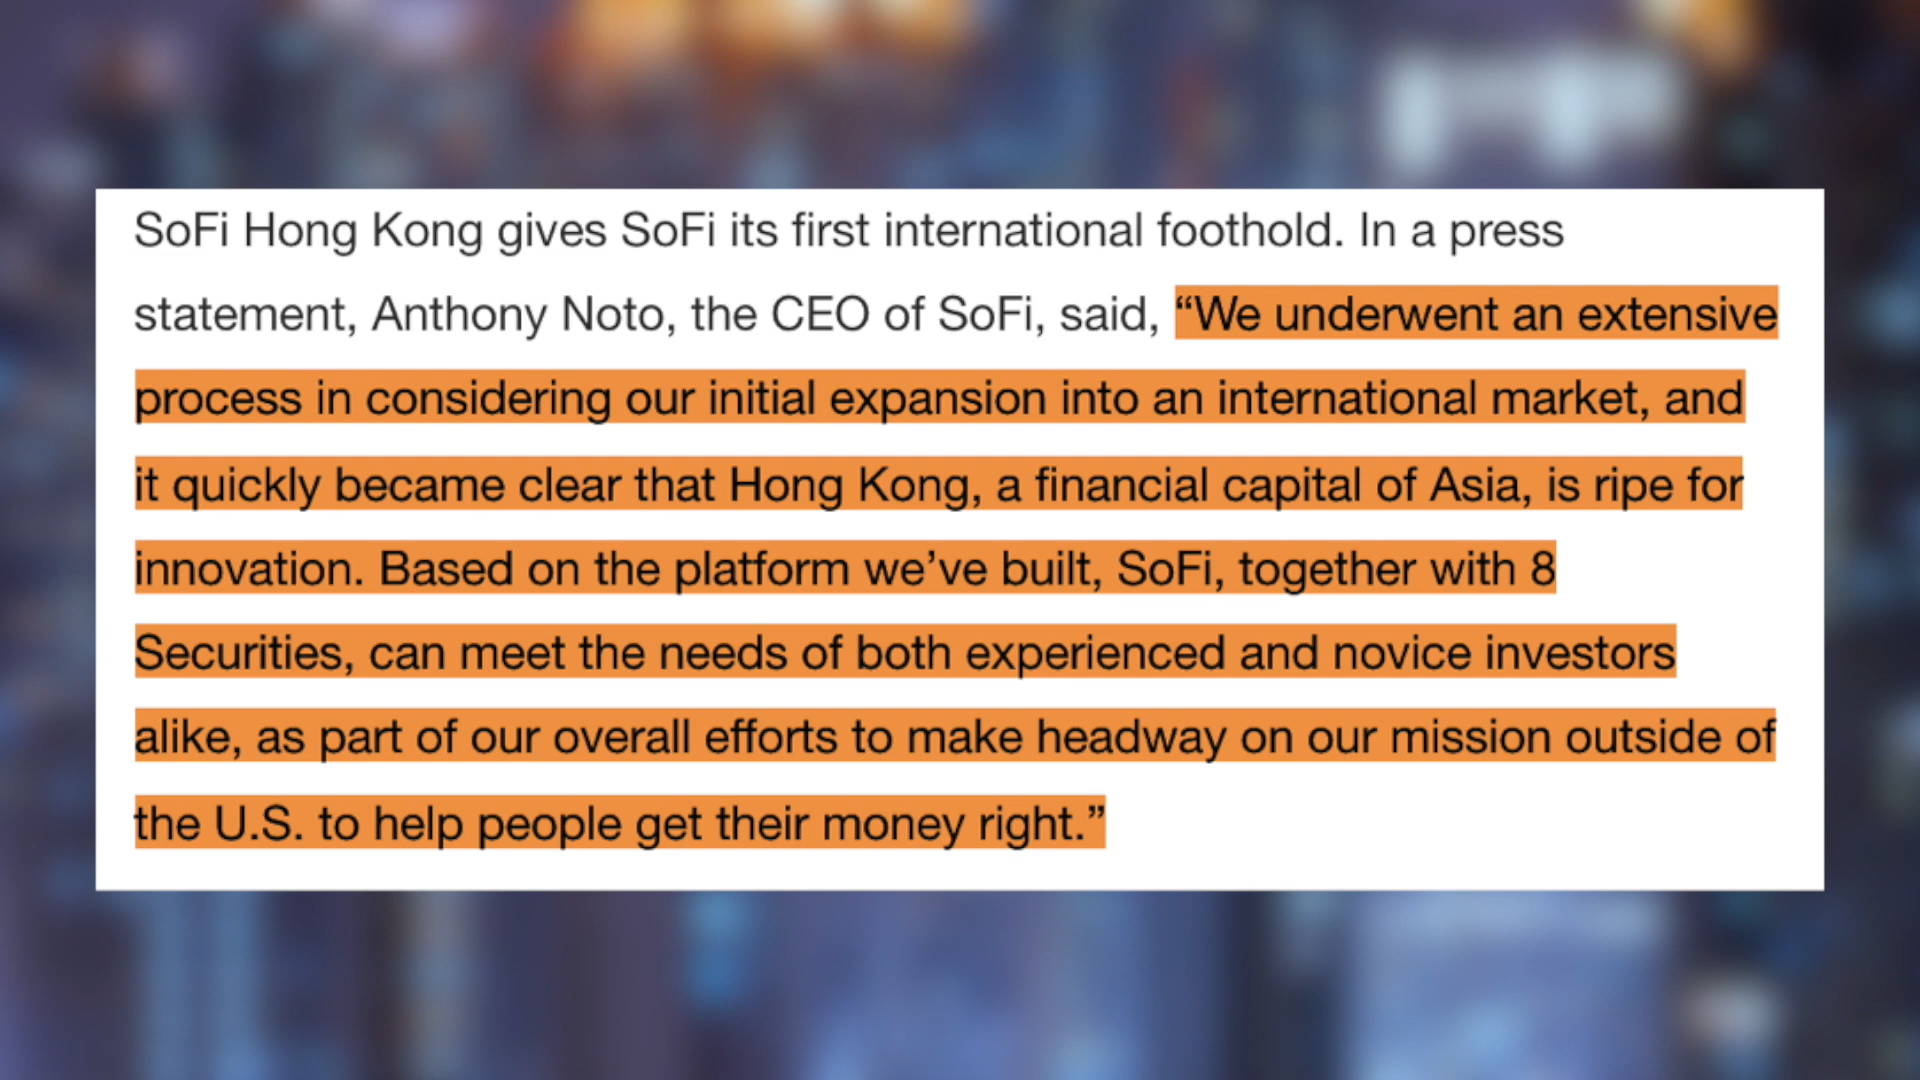 SoFi Hong Kong gives SoFi its first international foothold. In a press
statement, Anthony Noto, the CEO of SoFi, said, “We underwent an extensive
process in considering our initial expansion into an international market, and
it quickly became clear that Hong Kong, a financial capital of Asia, is ripe for
innovation. Based on the platform we’ve built, SoFi, together with 8
Securities, can meet the needs of both experienced and novice investors
alike, as part of our overall efforts to make headway on our mission outside of
the U.S. to help people get their money right.”